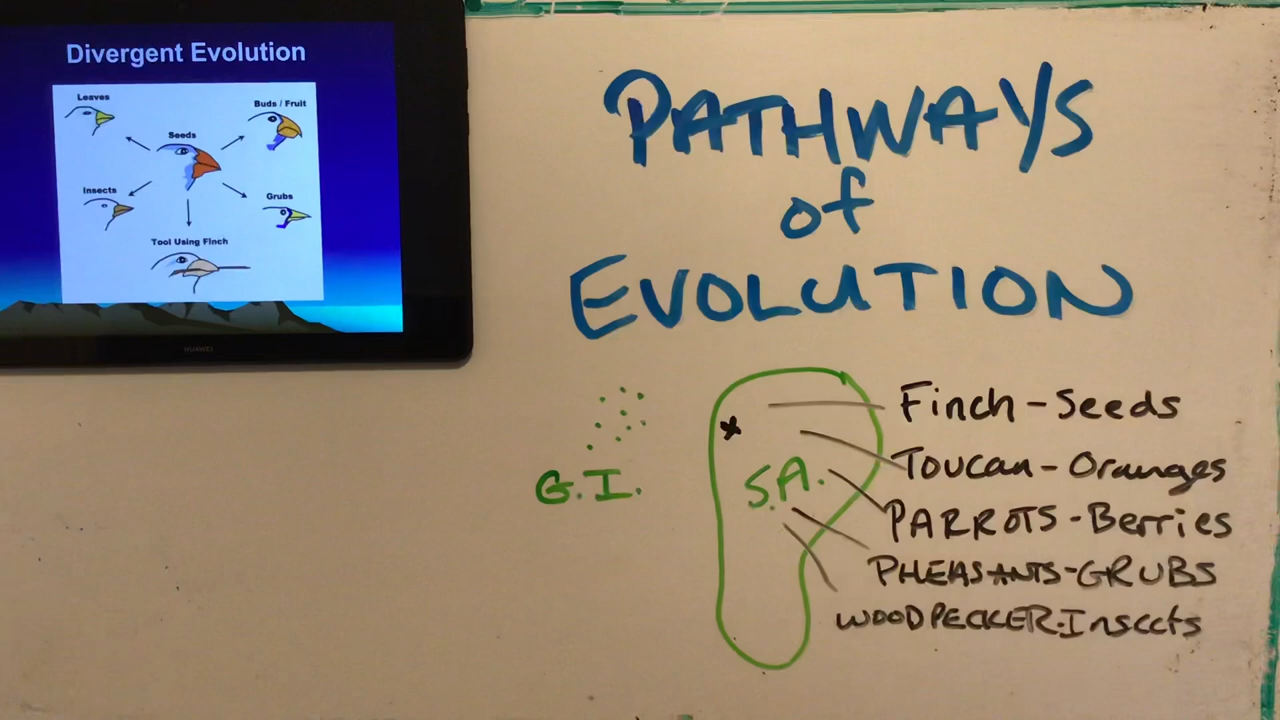 Divergent Evolution
Leaves
Buds / Fruit
Seeds
Insects
Grubs
Tool Using Finch
HUAWEI
PATHWAYS
of
EVOLUTION
G.I.
S.A.
Finch-Seeds
Toucan-Oranges
PARROTS-Berries
PHEASANTS-GRUBS
WOODPECKER-Insects